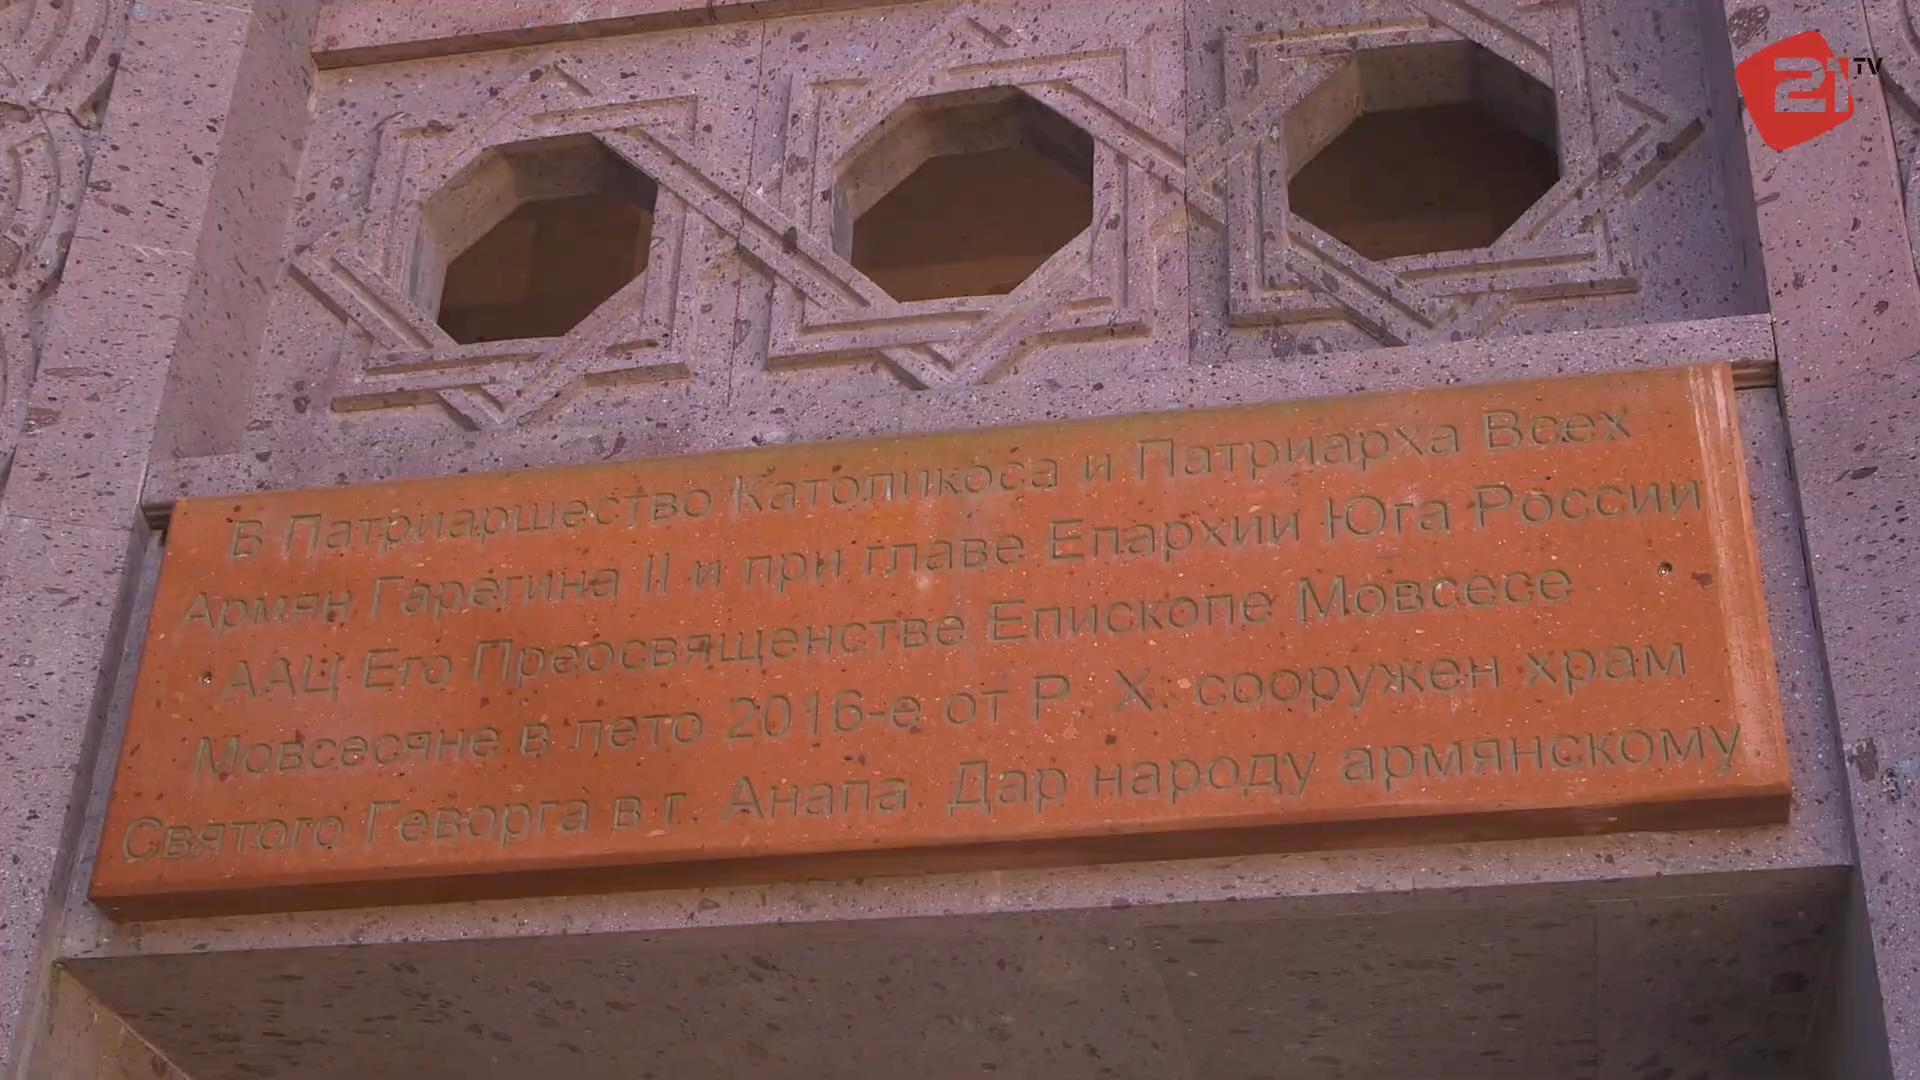 21 TV
В Патриаршество Католикоса и Патриарха Всех
Армян Гарегина II и при главе Епархии Юга России
ААЦ Его Преосвященстве Епископе Мовсесе
Мовсесяне в лето 2016-е от Р. Х. сооружен храм
Святого Геворга в г. Анапа. Дар народу армянскому